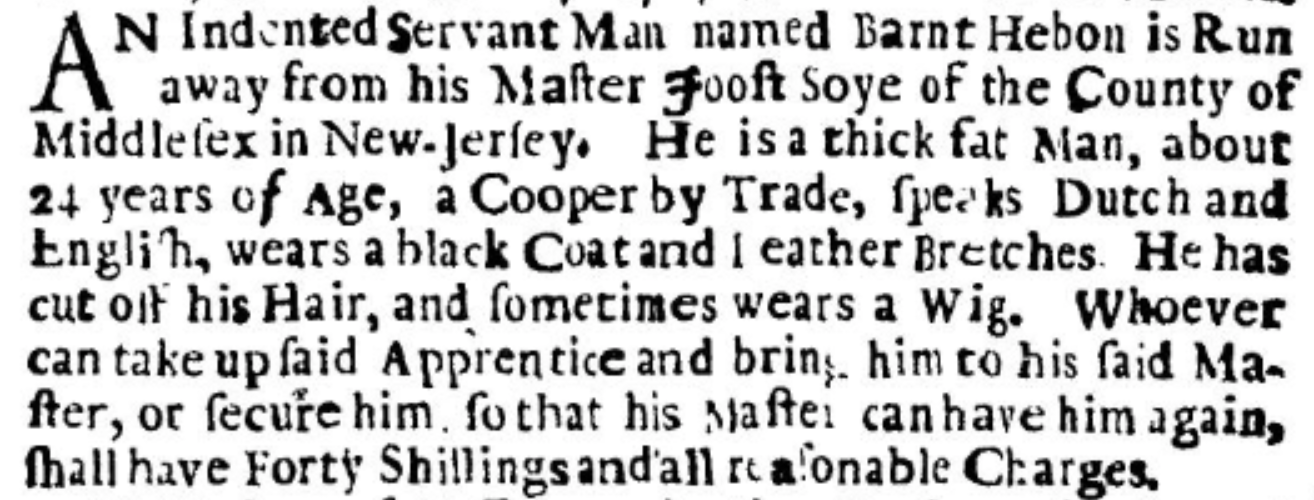 AN Indented Servant Man named Barnt Hebon is Run
away from his Maſter Jooſt Soye of the County of
Middleſex in New-Jerſey. He is a thick fat Man, about
24 years of Age, a Cooper by Trade, ſpeaks Dutch and
Engliſh, wears a black Coat and Leather Bretches. He has
cut off his Hair, and ſometimes wears a Wig. Whoever
can take up ſaid Apprentice and bring him to his ſaid Ma-
ſter, or ſecure him, ſo that his Maſter can have him again,
ſhall have Forty Shillings and all reaſonable Charges.